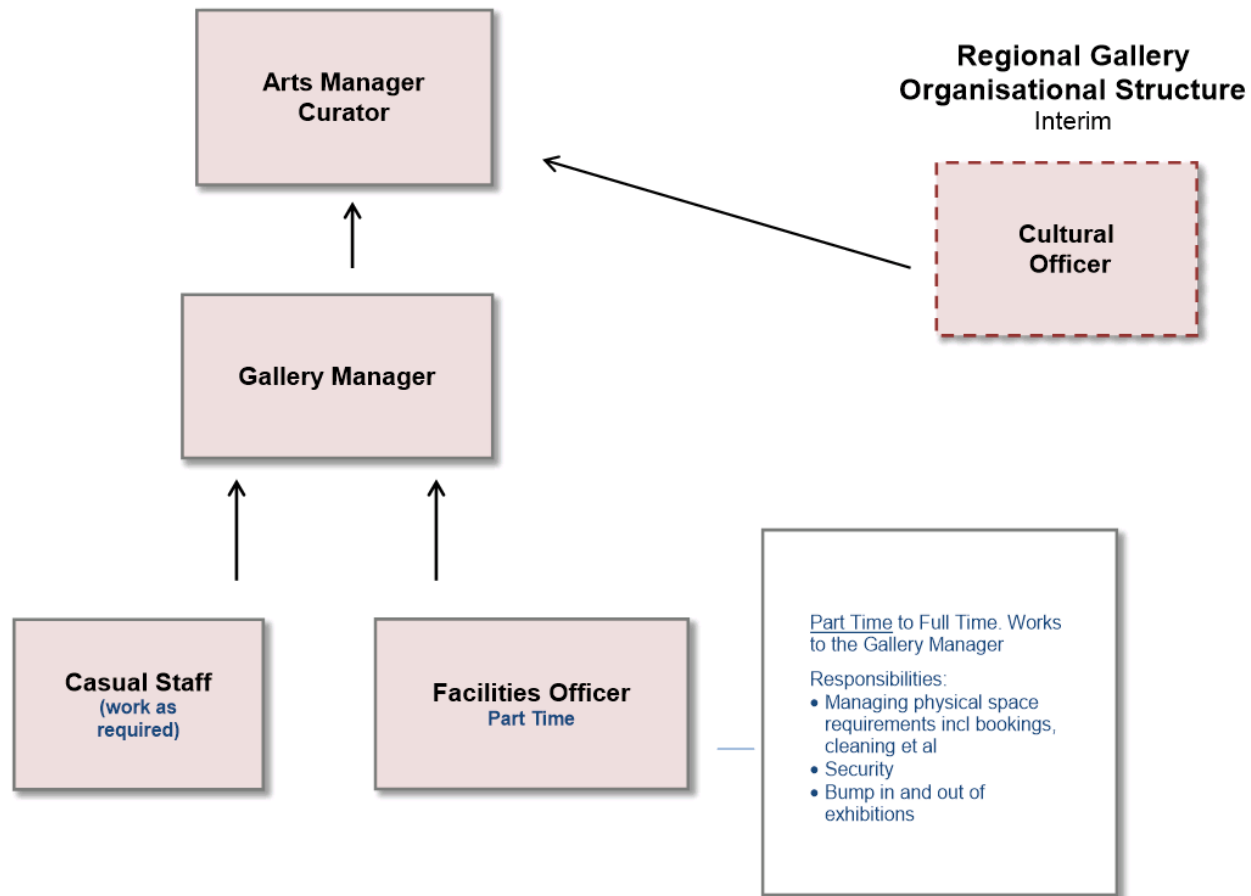 Arts Manager
Curator
Regional Gallery
Organisational Structure
Interim
Cultural
Officer
Gallery Manager
Casual Staff
(work as
required)
Facilities Officer
Part Time
Part Time to Full Time. Works
to the Gallery Manager
Responsibilities:
• Managing physical space
requirements incl bookings,
cleaning et al
• Security
• Bump in and out of
exhibitions